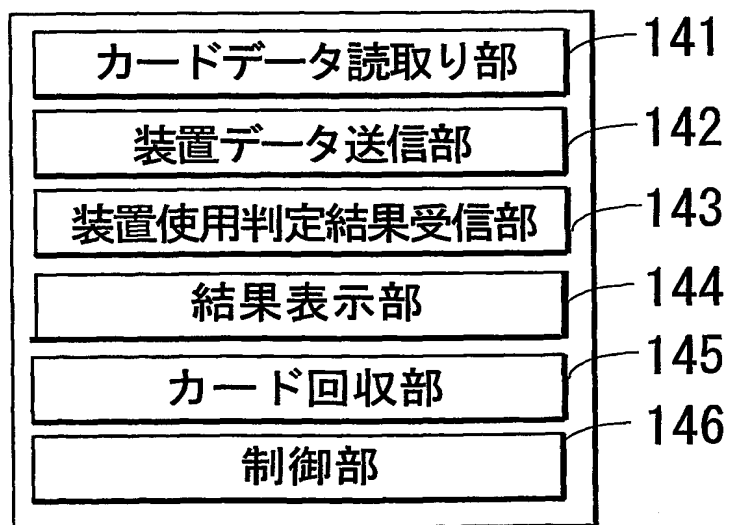 カードデータ読取り部 141
装置データ送信部 142
装置使用判定結果受信部 143
結果表示部 144
カード回収部 145
制御部 146